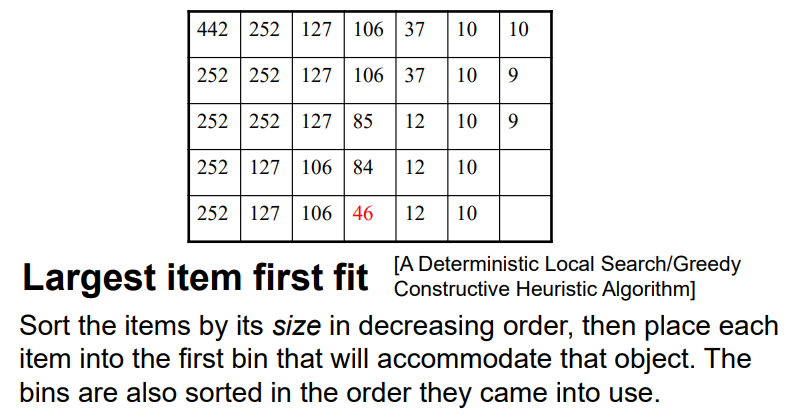 442 252 127 106 37 10 10
252 252 127 106 37 10 9
252 252 127 85 12 10 9
252 127 106 84 12 10
252 127 106 46 12 10
Largest item first fit
[A Deterministic Local Search/Greedy
Constructive Heuristic Algorithm]
Sort the items by its size in decreasing order, then place each
item into the first bin that will accommodate that object. The
bins are also sorted in the order they came into use.